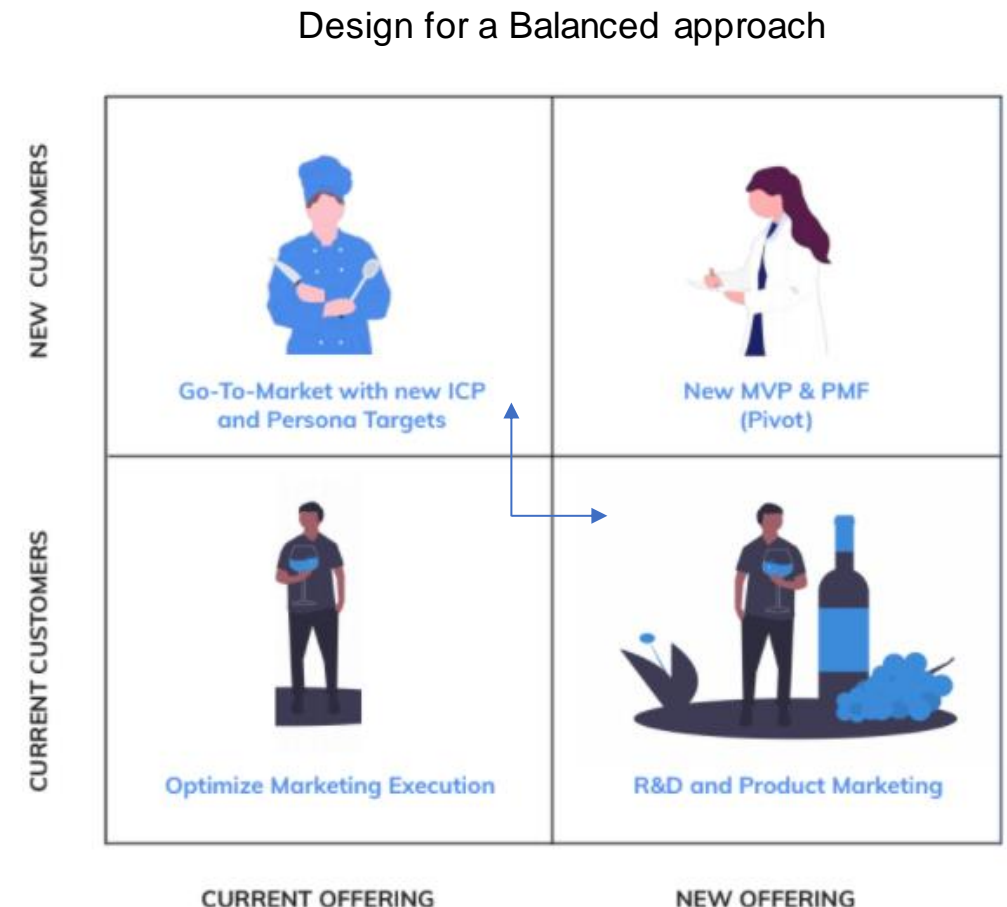 Design for a Balanced approach
NEW CUSTOMERS
Go-To-Market with new ICP
and Persona Targets
New MVP & PMF
(Pivot)
CURRENT CUSTOMERS
Optimize Marketing Execution
R&D and Product Marketing
CURRENT OFFERING
NEW OFFERING